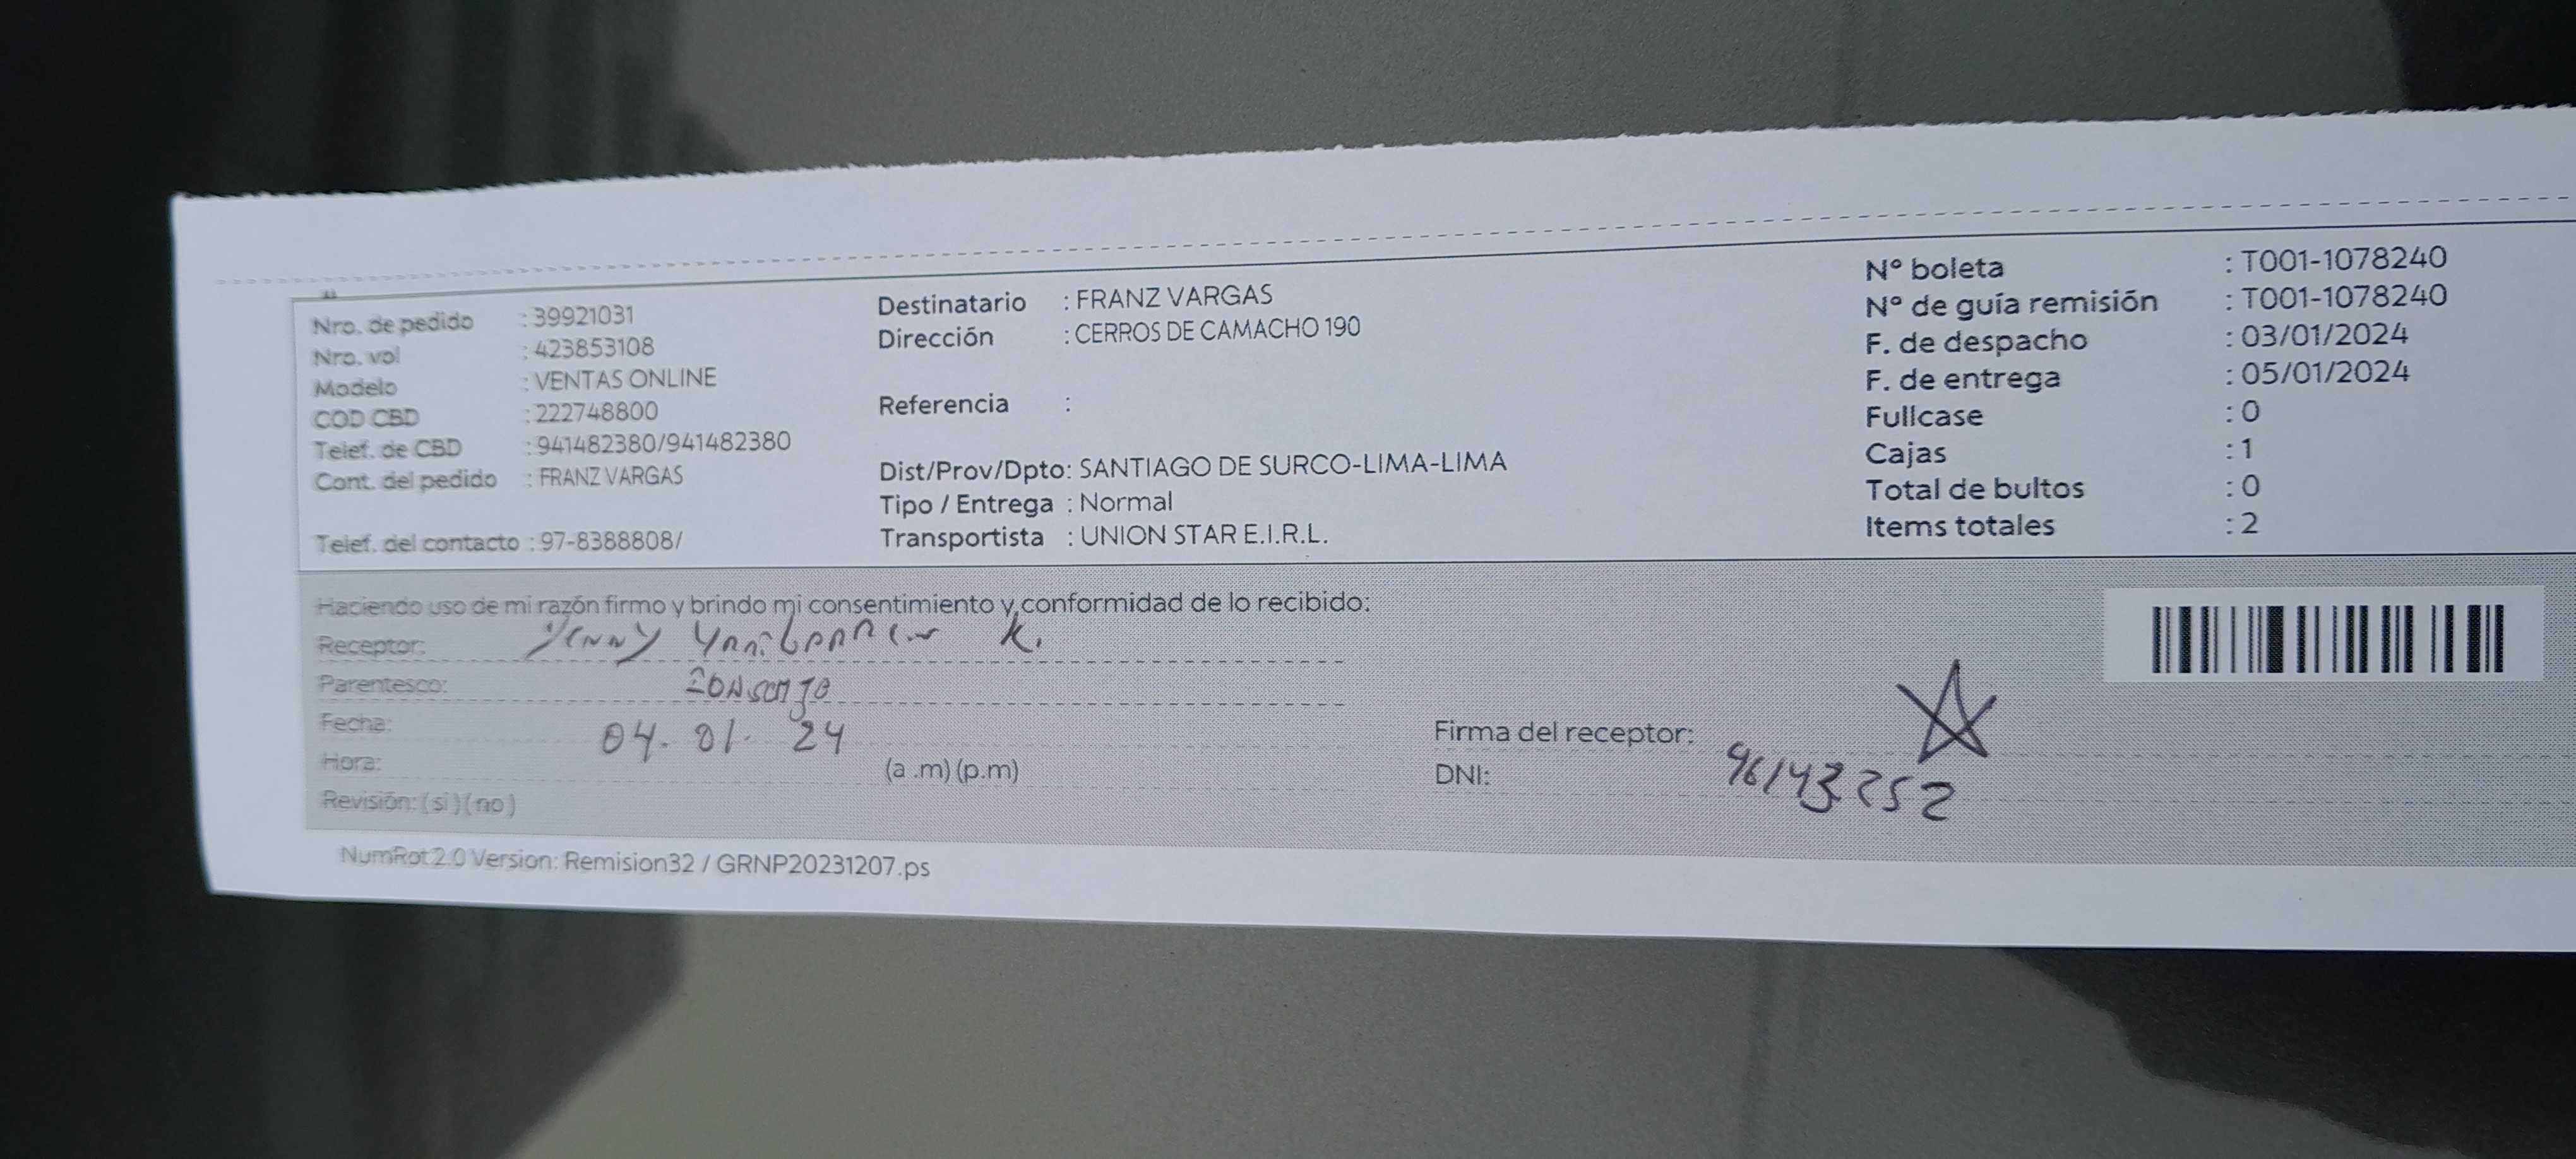 Nro. de pedido : 39921031
Nro. vol : 423853108
Modelo : VENTAS ONLINE
COD CBD : 222748800
Telef. de CBD : 941482380/941482380
Cont. del pedido : FRANZ VARGAS
Telef. del contacto : 97-8388808/
Destinatario : FRANZ VARGAS
Dirección : CERROS DE CAMACHO 190
Referencia :
Dist/Prov/Dpto: SANTIAGO DE SURCO-LIMA-LIMA
Tipo / Entrega : Normal
Transportista : UNION STAR E.I.R.L.
N° boleta : T001-1078240
N° de guía remisión : T001-1078240
F. de despacho : 03/01/2024
F. de entrega : 05/01/2024
Fullcase : 0
Cajas : 1
Total de bultos : 0
Items totales : 2
Haciendo uso de mi razón firmo y brindo mi consentimiento y conformidad de lo recibido:
Receptor: Jenny K.
Parentesco:
Fecha: 04. 01. 24
Hora: (a .m) (p.m)
Revisión: ( si ) ( no )
Firma del receptor:
DNI: 46143252
NumRot 2.0 Version: Remision32 / GRNP20231207.ps